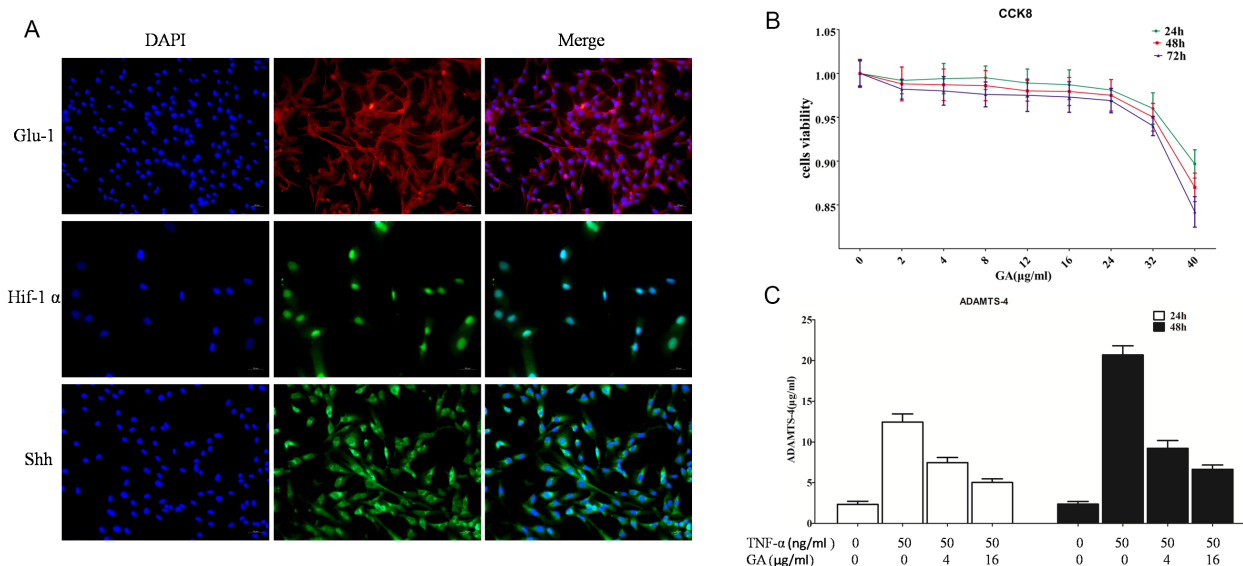 A
DAPI
Merge
Glu-1
Hif-1 α
Shh
B
CCK8
1.05
1.00
0.95
0.90
0.85
cells viability
24h
48h
72h
0 2 4 8 12 16 24 32 40
GA(μg/ml)
C
ADAMTS-4
24h
48h
25
20
15
10
5
0
ADAMTS-4(μg/ml)
TNF-α (ng/ml) 0 50 50 50 0 50 50 50
GA (μg/ml) 0 0 4 16 0 0 4 16